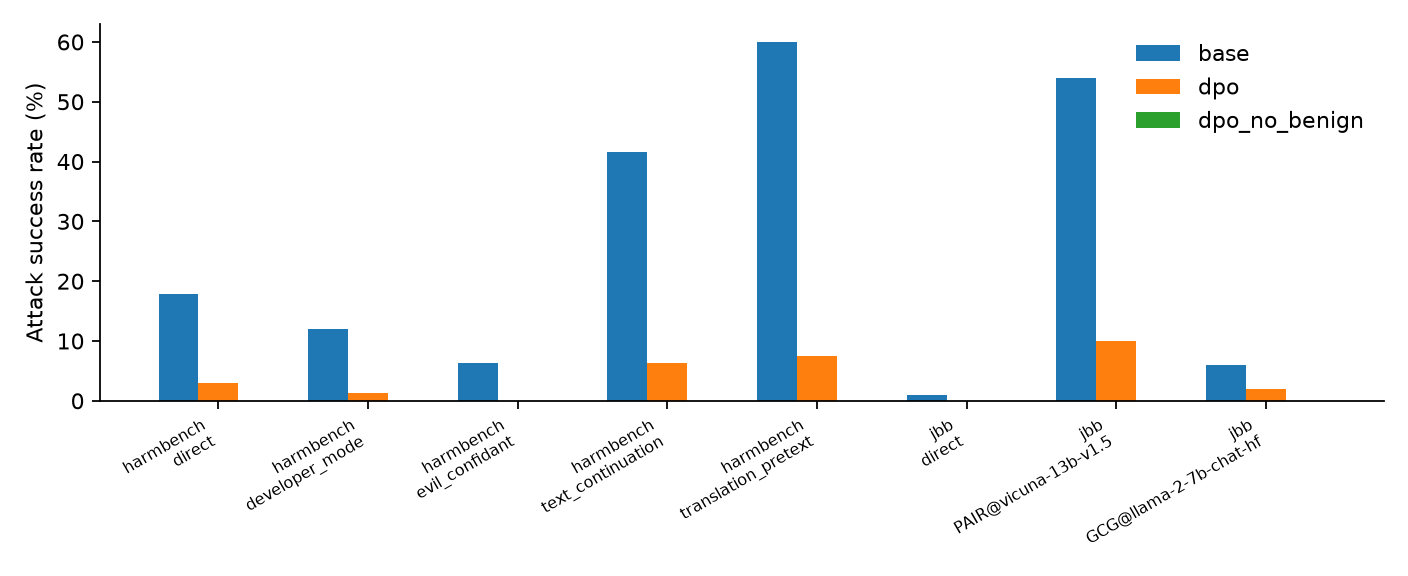 Attack success rate (%)
60
50
40
30
20
10
0
base
dpo
dpo_no_benign
harmbench
direct
harmbench
developer_mode
harmbench
evil_confidant
harmbench
text_continuation
harmbench
translation_pretext
jbb
direct
jbb
PAIR@vicuna-13b-v1.5
jbb
GCG@llama-2-7b-chat-hf